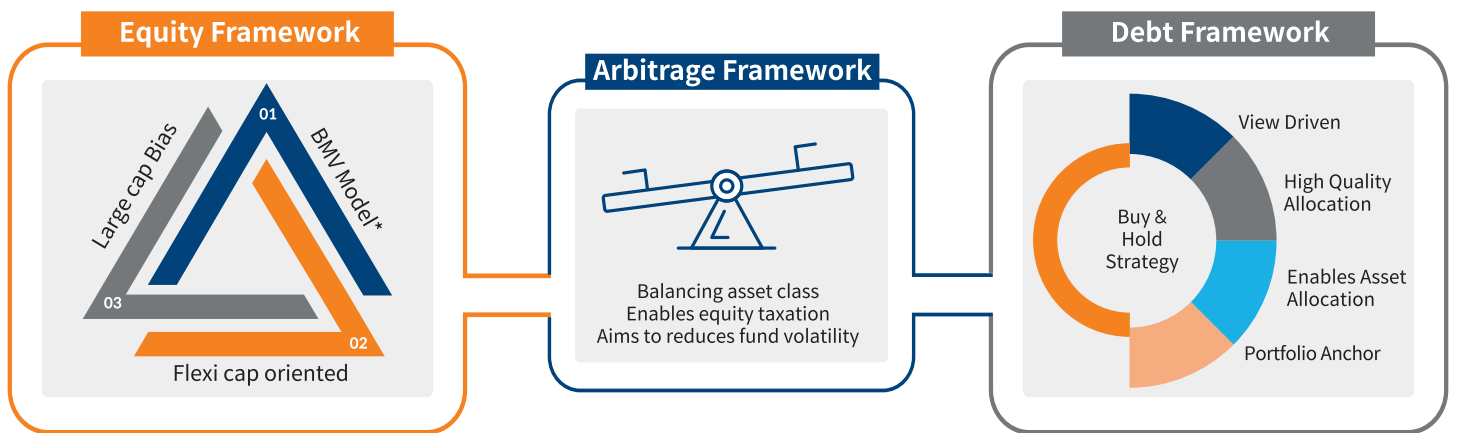 Equity Framework
01
BMV Model*
02
Flexi cap oriented
03
Large cap Bias
Arbitrage Framework
Balancing asset class
Enables equity taxation
Aims to reduces fund volatility
Debt Framework
Buy &
Hold
Strategy
View Driven
High Quality
Allocation
Enables Asset
Allocation
Portfolio Anchor